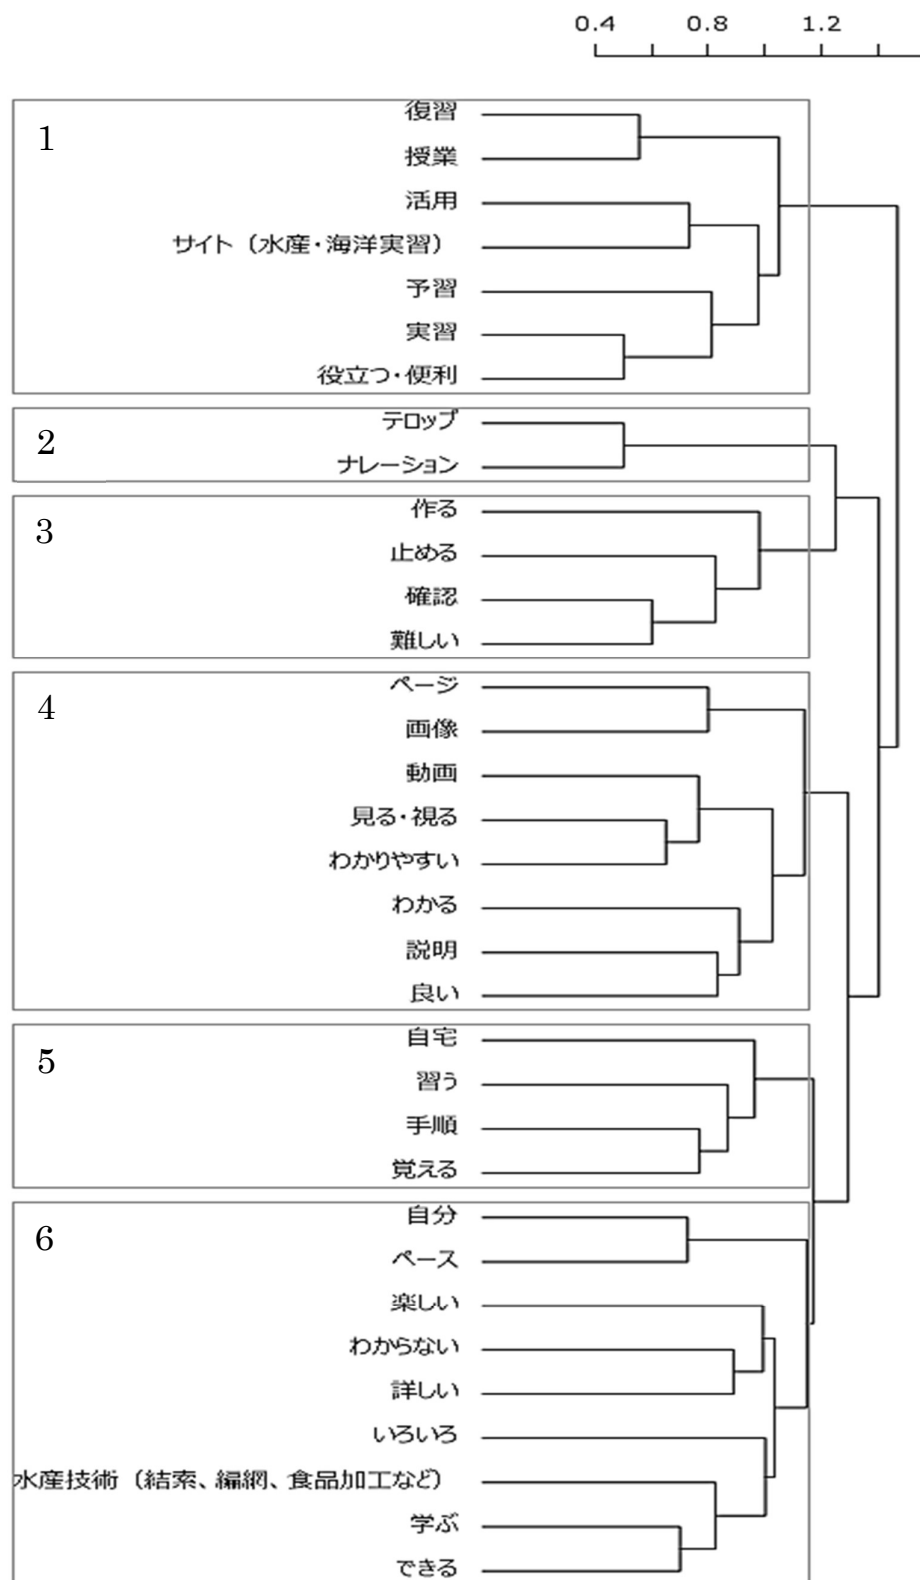 0.4 0.8 1.2
1
復習
授業
活用
サイト（水産・海洋実習）
予習
実習
役立つ・便利
2
テロップ
ナレーション
3
作る
止める
確認
難しい
4
ページ
画像
動画
見る・視る
わかりやすい
わかる
説明
良い
5
自宅
習う
手順
覚える
6
自分
ペース
楽しい
わからない
詳しい
いろいろ
水産技術（結索、編網、食品加工など）
学ぶ
できる